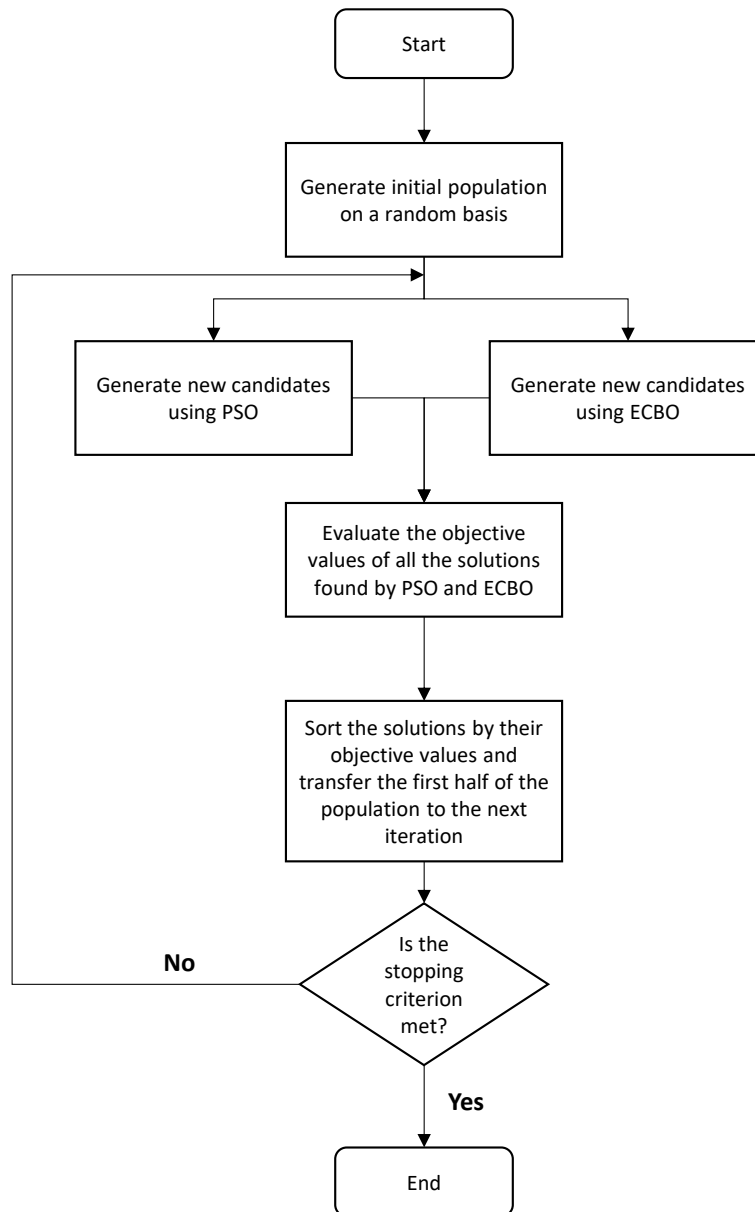 Start
Generate initial population
on a random basis
Generate new candidates
using PSO
Generate new candidates
using ECBO
Evaluate the objective
values of all the solutions
found by PSO and ECBO
Sort the solutions by their
objective values and
transfer the first half of the
population to the next
iteration
Is the
stopping
criterion
met?
No
Yes
End